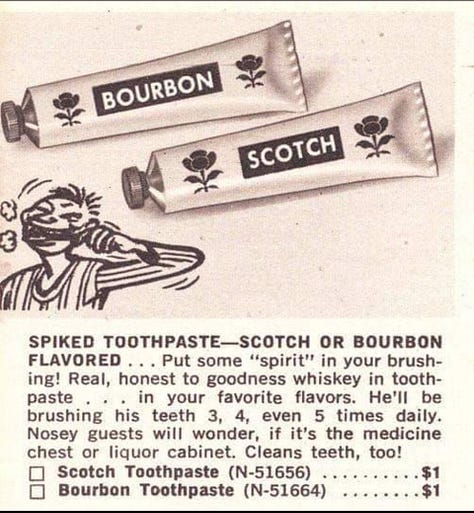 BOURBON
SCOTCH
SPIKED TOOTHPASTE—SCOTCH OR BOURBON
FLAVORED . . . Put some "spirit" in your brush-
ing! Real, honest to goodness whiskey in tooth-
paste . . . in your favorite flavors. He'll be
brushing his teeth 3, 4, even 5 times daily.
Nosey guests will wonder, if it's the medicine
chest or liquor cabinet. Cleans teeth, too!
☐ Scotch Toothpaste (N-51656) ..........$1
☐ Bourbon Toothpaste (N-51664) .........$1